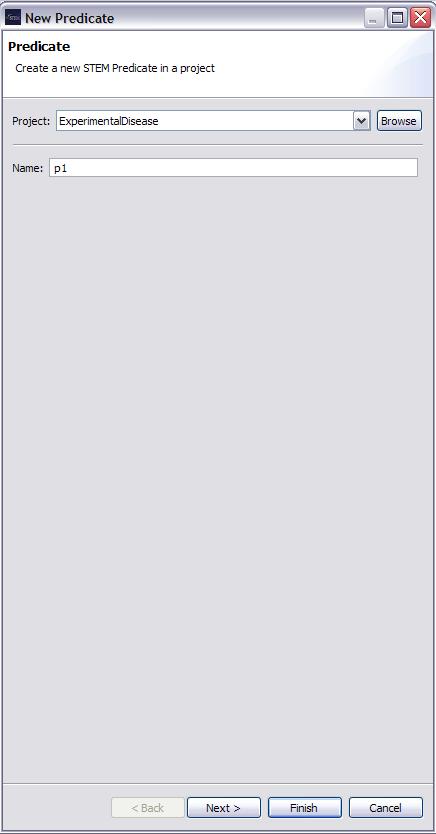 New Predicate
Predicate
Create a new STEM Predicate in a project
Project: ExperimentalDisease Browse
Name: p1
< Back Next > Finish Cancel